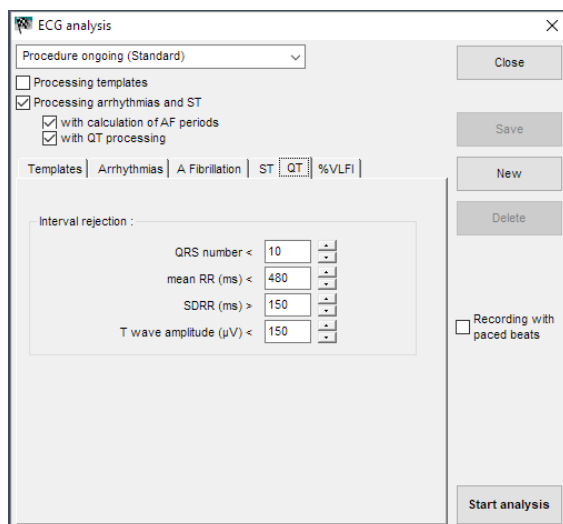 ECG analysis
Procedure ongoing (Standard)
Close
Processing templates
Processing arrhythmias and ST
with calculation of AF periods
with QT processing
Save
Templates Arrhythmias A Fibrillation ST QT %VLFI
New
Delete
Interval rejection :
QRS number < 10
mean RR (ms) < 480
SDRR (ms) > 150
T wave amplitude (µV) < 150
Recording with
paced beats
Start analysis